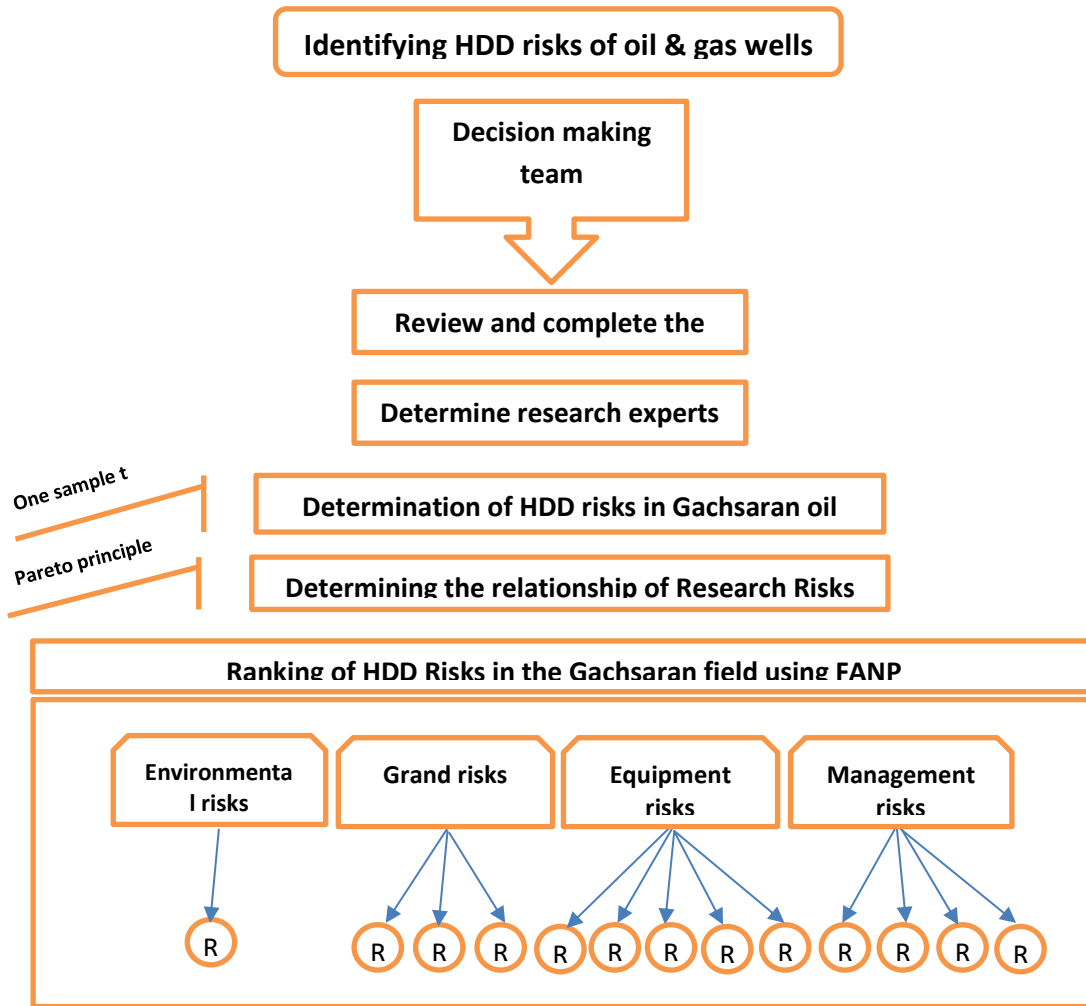 Identifying HDD risks of oil & gas wells
Decision making
team
Review and complete the
Determine research experts
One sample t
Determination of HDD risks in Gachsaran oil
Pareto principle
Determining the relationship of Research Risks
Ranking of HDD Risks in the Gachsaran field using FANP
Environmenta
l risks
Grand risks
Equipment
risks
Management
risks
R R R R R R R R R R R R R